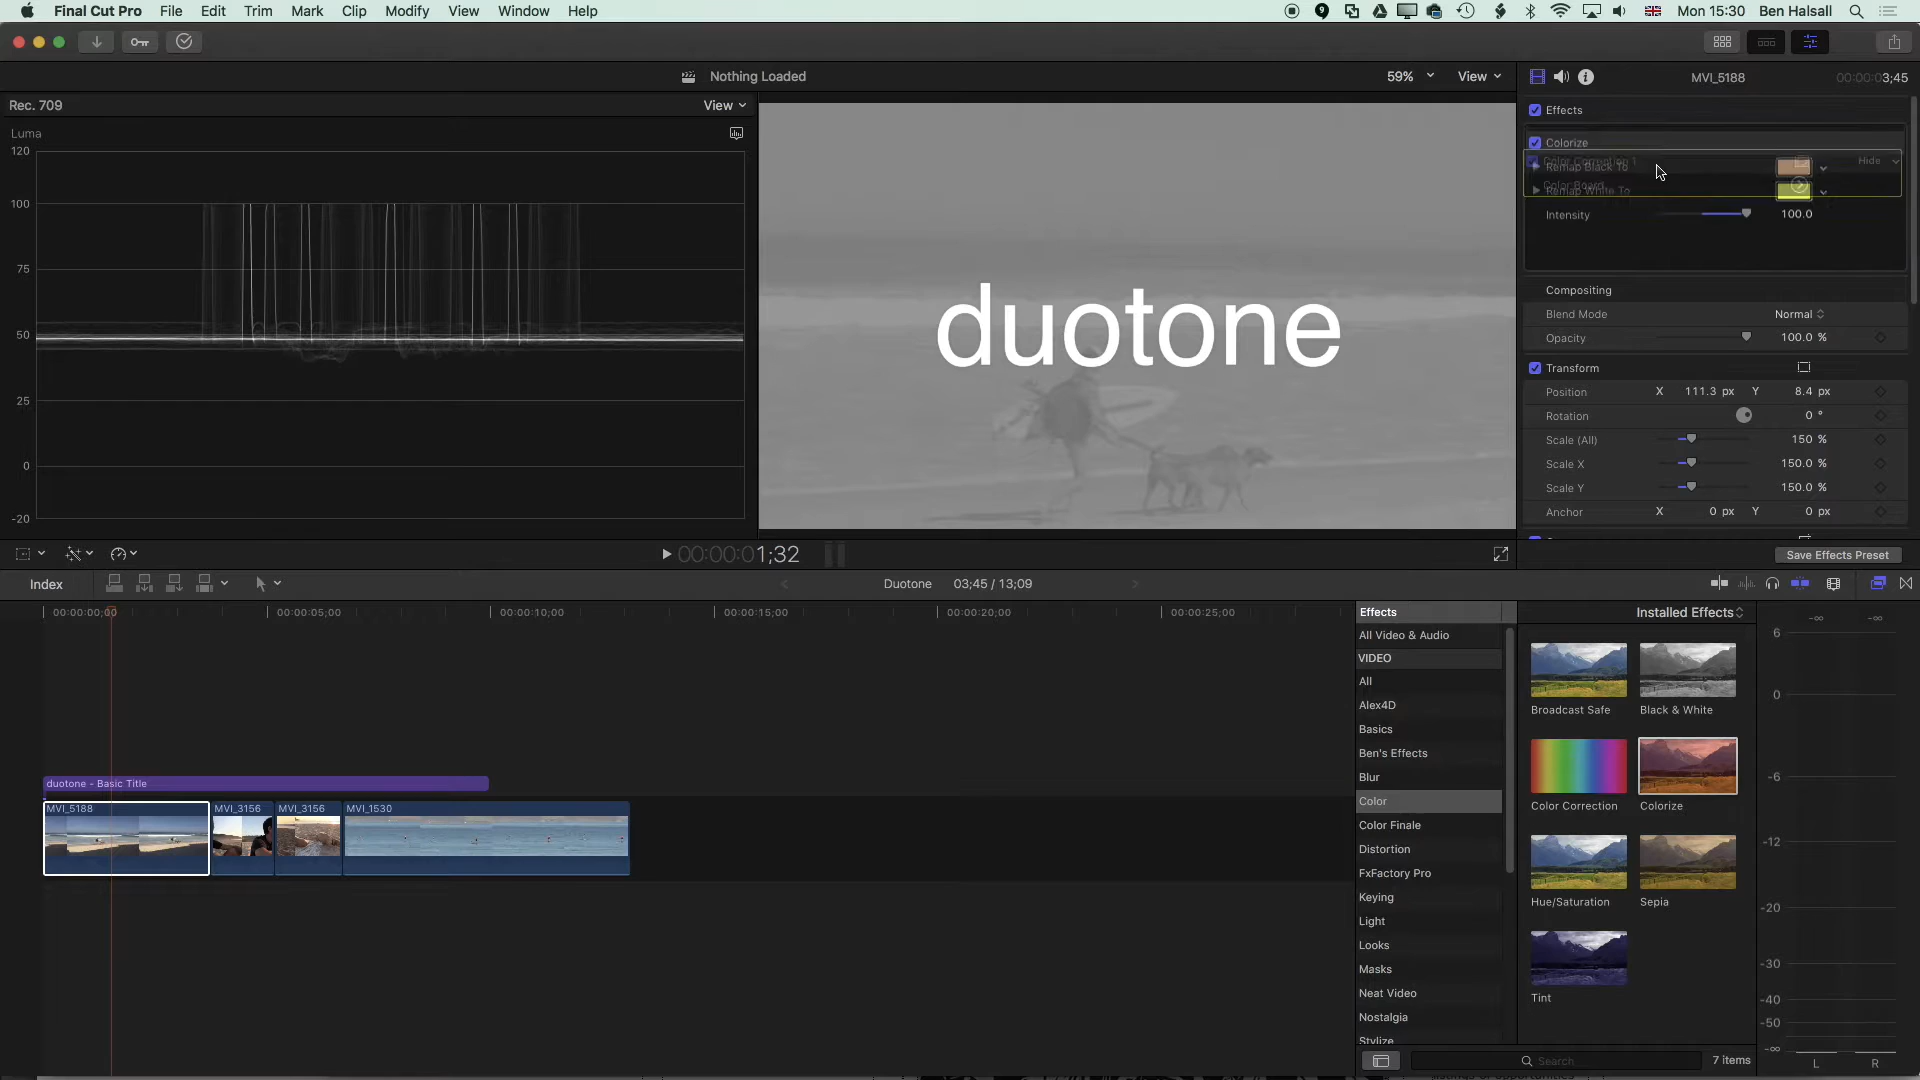 Final Cut Pro File Edit Trim Mark Clip Modify View Window Help 9 Mon 15:30 Ben Halsall
Nothing Loaded 59% View MVI_5188 00:00:03;45
Rec. 709 View
Effects
Luma
120
100
75
50
25
0
-20
duotone
Colorize
Color Correction 1 Hide
Remap Black To
Color Board
Remap White To
Intensity 100.0
Compositing
Blend Mode Normal
Opacity 100.0 %
Transform
Position X 111.3 px Y 8.4 px
Rotation 0 °
Scale (All) 150 %
Scale X 150.0 %
Scale Y 150.0 %
Anchor X 0 px Y 0 px
00:00:01;32
Save Effects Preset
Index Duotone 03:45 / 13;09
00:00:00;00 00:00:05;00 00:00:10;00 00:00:15;00 00:00:20;00 00:00:25;00
duotone - Basic Title
MVI_5188 MVI_3156 MVI_3156 MVI_1530
Effects
All Video & Audio
VIDEO
All
Alex4D
Basics
Ben's Effects
Blur
Color
Color Finale
Distortion
FxFactory Pro
Keying
Light
Looks
Masks
Neat Video
Nostalgia
Stylize
Installed Effects
Broadcast Safe Black & White
Color Correction Colorize
Hue/Saturation Sepia
Tint
Search 7 items
-∞ -∞
6
0
-6
-12
-20
-30
-40
-50
-∞
L R